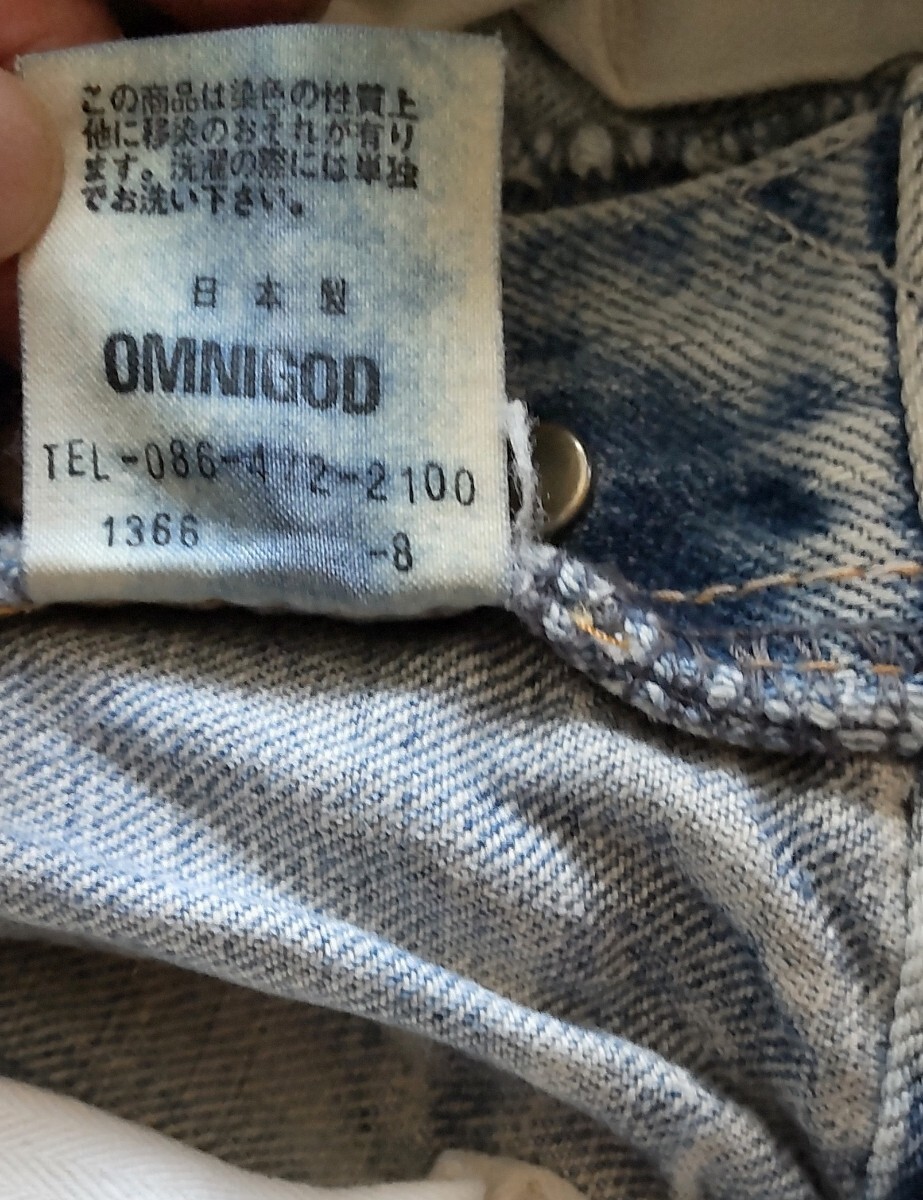 この商品は染色の性質上
他に移染のおそれが有り
ます。洗濯の際には単独
でお洗い下さい。
日本製
OMNIGOD
TEL-086-472-2100
1366 -8